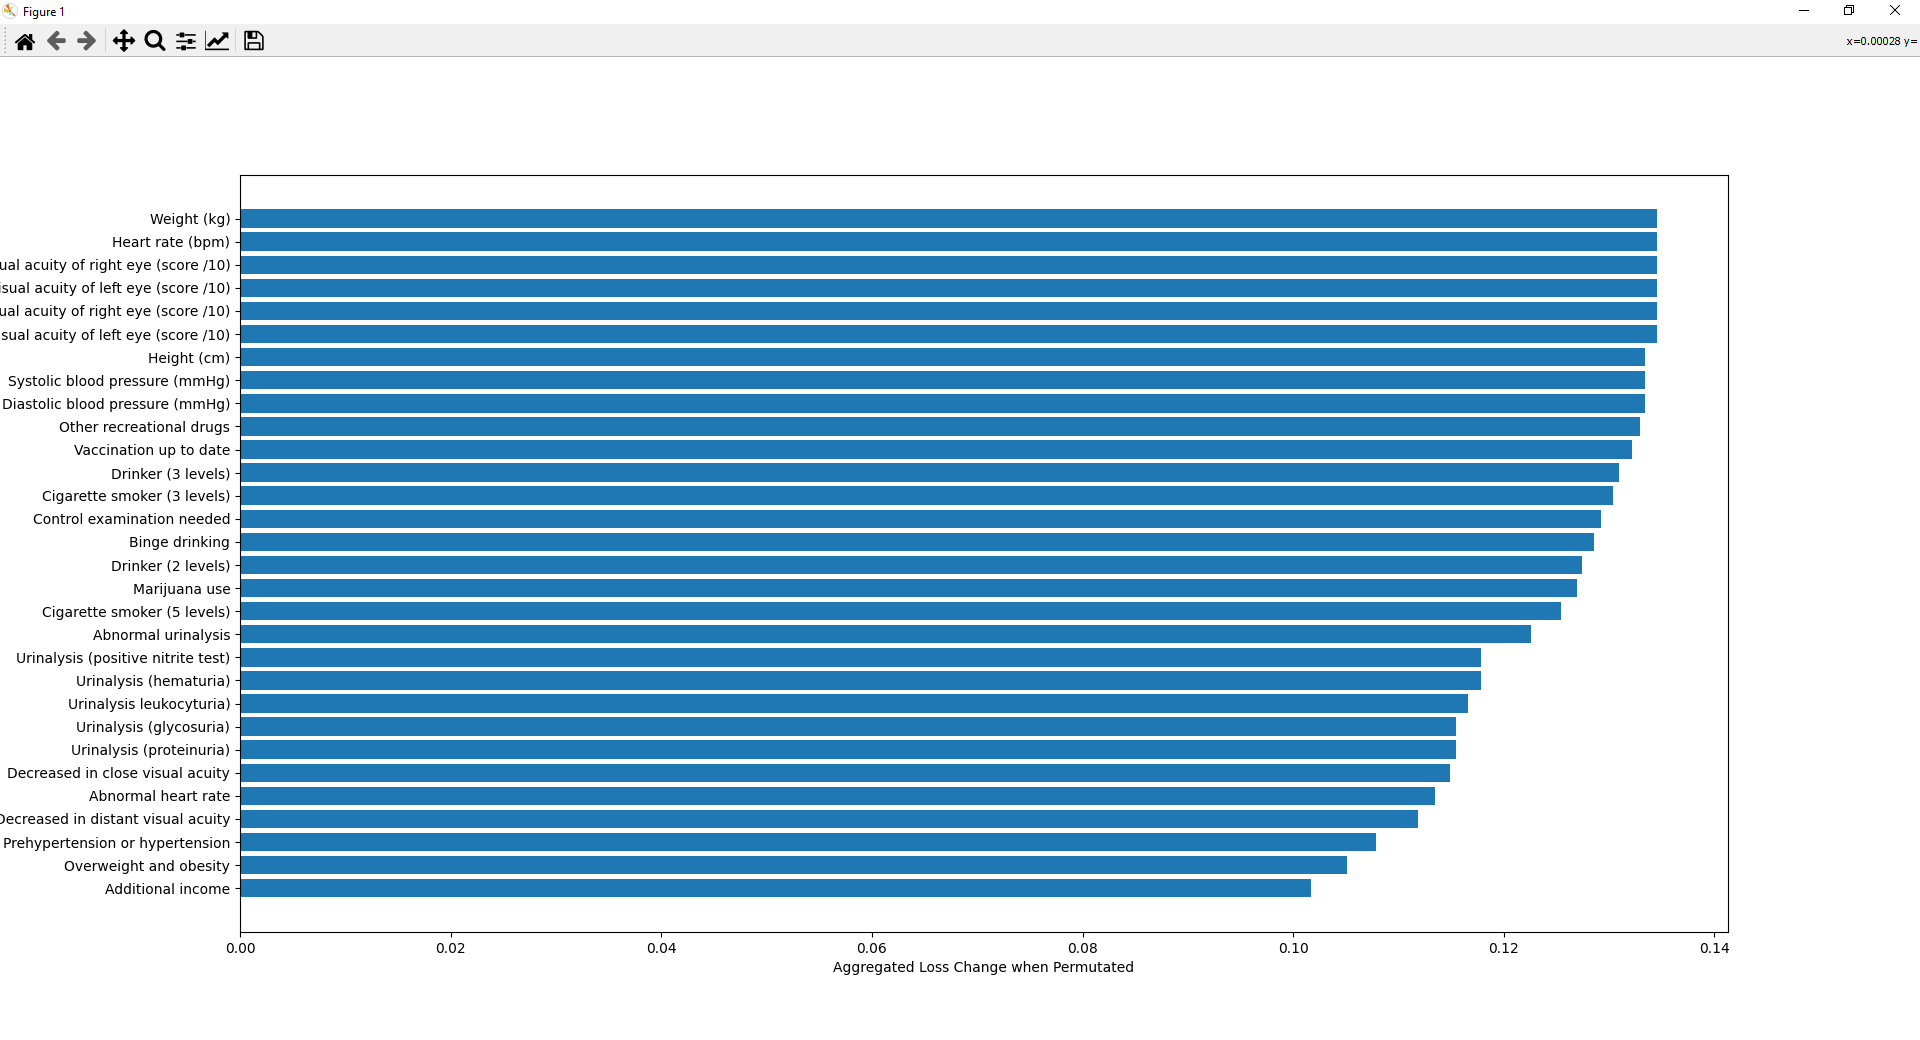 Figure 1
x=0.00028 y=
Weight (kg)
Heart rate (bpm)
acuity of right eye (score /10)
acuity of left eye (score /10)
acuity of right eye (score /10)
acuity of left eye (score /10)
Height (cm)
Systolic blood pressure (mmHg)
Diastolic blood pressure (mmHg)
Other recreational drugs
Vaccination up to date
Drinker (3 levels)
Cigarette smoker (3 levels)
Control examination needed
Binge drinking
Drinker (2 levels)
Marijuana use
Cigarette smoker (5 levels)
Abnormal urinalysis
Urinalysis (positive nitrite test)
Urinalysis (hematuria)
Urinalysis leukocyturia)
Urinalysis (glycosuria)
Urinalysis (proteinuria)
Decreased in close visual acuity
Abnormal heart rate
Decreased in distant visual acuity
Prehypertension or hypertension
Overweight and obesity
Additional income
0.00 0.02 0.04 0.06 0.08 0.10 0.12 0.14
Aggregated Loss Change when Permutated